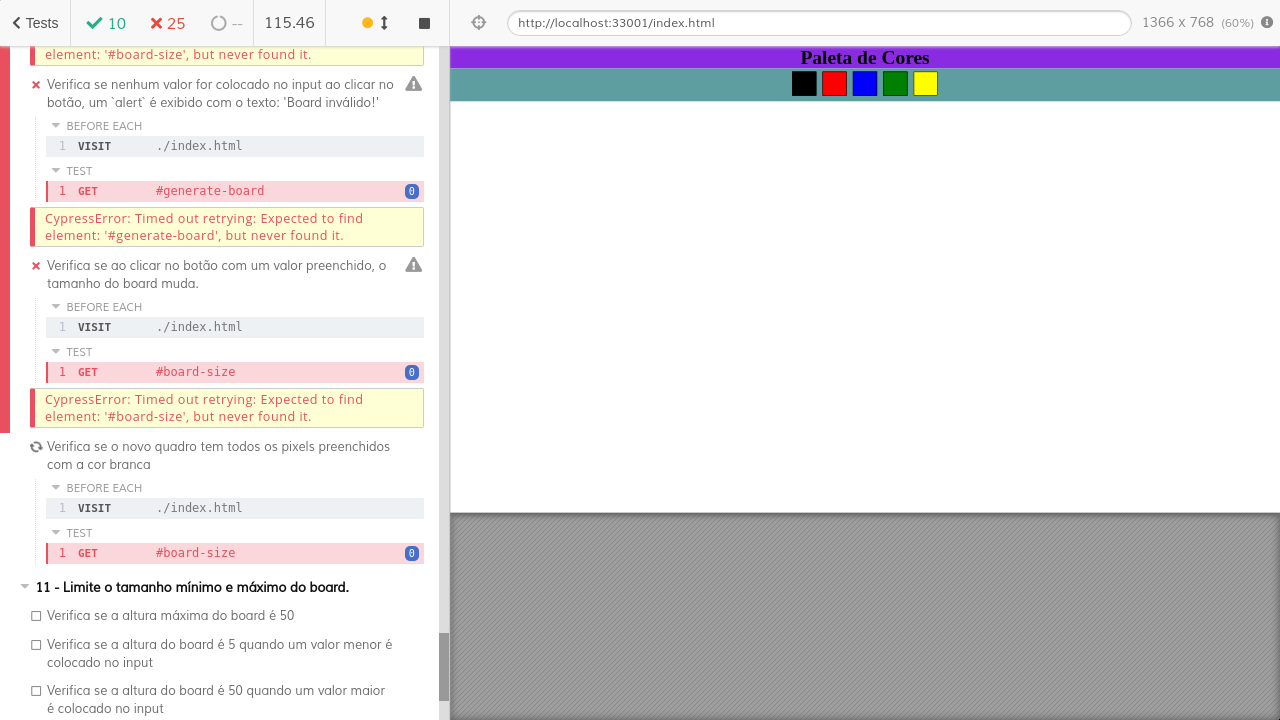 Tests
10
25
--
115.46
http://localhost:33001/index.html
1366 x 768 (60%)
element: '#board-size', but never found it.
Verifica se nenhum valor for colocado no input ao clicar no
botão, um `alert` é exibido com o texto: 'Board inválido!'
BEFORE EACH
1 VISIT ./index.html
TEST
1 GET #generate-board 0
CypressError: Timed out retrying: Expected to find
element: '#generate-board', but never found it.
Verifica se ao clicar no botão com um valor preenchido, o
tamanho do board muda.
BEFORE EACH
1 VISIT ./index.html
TEST
1 GET #board-size 0
CypressError: Timed out retrying: Expected to find
element: '#board-size', but never found it.
Verifica se o novo quadro tem todos os pixels preenchidos
com a cor branca
BEFORE EACH
1 VISIT ./index.html
TEST
1 GET #board-size 0
11 - Limite o tamanho mínimo e máximo do board.
Verifica se a altura máxima do board é 50
Verifica se a altura do board é 5 quando um valor menor é
colocado no input
Verifica se a altura do board é 50 quando um valor maior
é colocado no input
Paleta de Cores